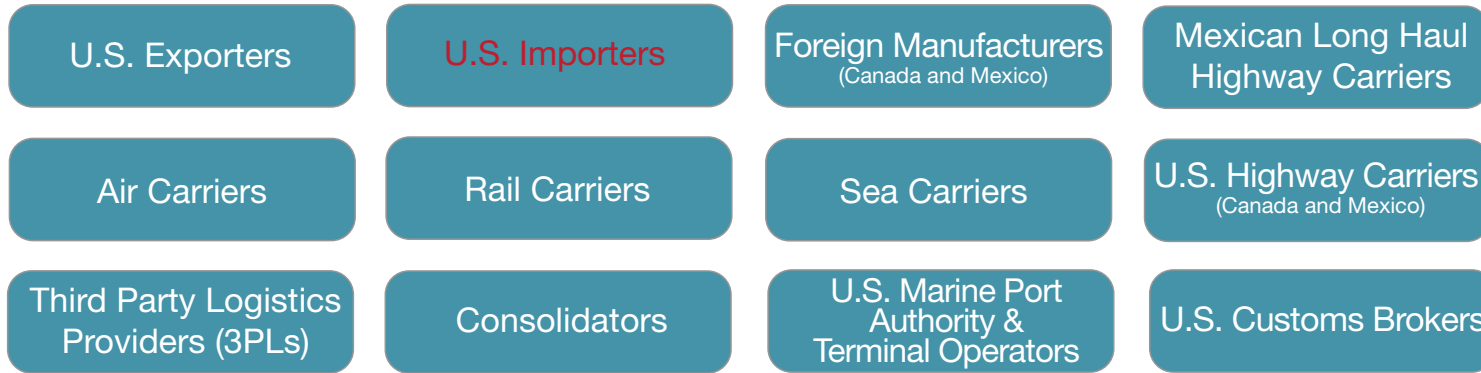 U.S. Exporters
U.S. Importers
Foreign Manufacturers
(Canada and Mexico)
Mexican Long Haul
Highway Carriers
Air Carriers
Rail Carriers
Sea Carriers
U.S. Highway Carriers
(Canada and Mexico)
Third Party Logistics
Providers (3PLs)
Consolidators
U.S. Marine Port
Authority &
Terminal Operators
U.S. Customs Brokers